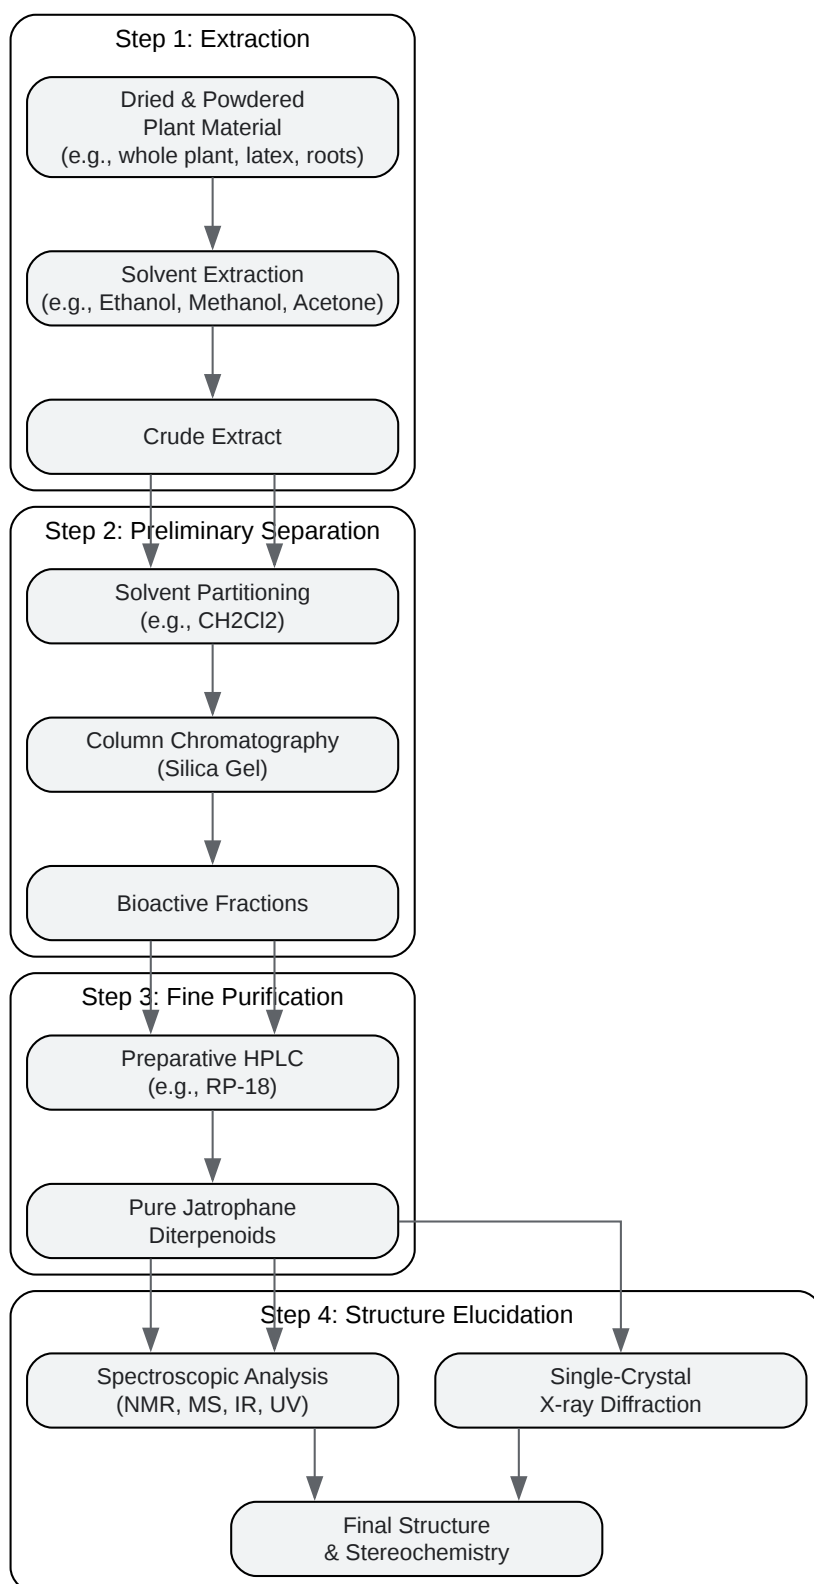 Step 1: Extraction
Dried & Powdered
Plant Material
(e.g., whole plant, latex, roots)
Solvent Extraction
(e.g., Ethanol, Methanol, Acetone)
Crude Extract
Step 2: Preliminary Separation
Solvent Partitioning
(e.g., CH2Cl2)
Column Chromatography
(Silica Gel)
Bioactive Fractions
Step 3: Fine Purification
Preparative HPLC
(e.g., RP-18)
Pure Jatrophane
Diterpenoids
Step 4: Structure Elucidation
Spectroscopic Analysis
(NMR, MS, IR, UV)
Single-Crystal
X-ray Diffraction
Final Structure
& Stereochemistry